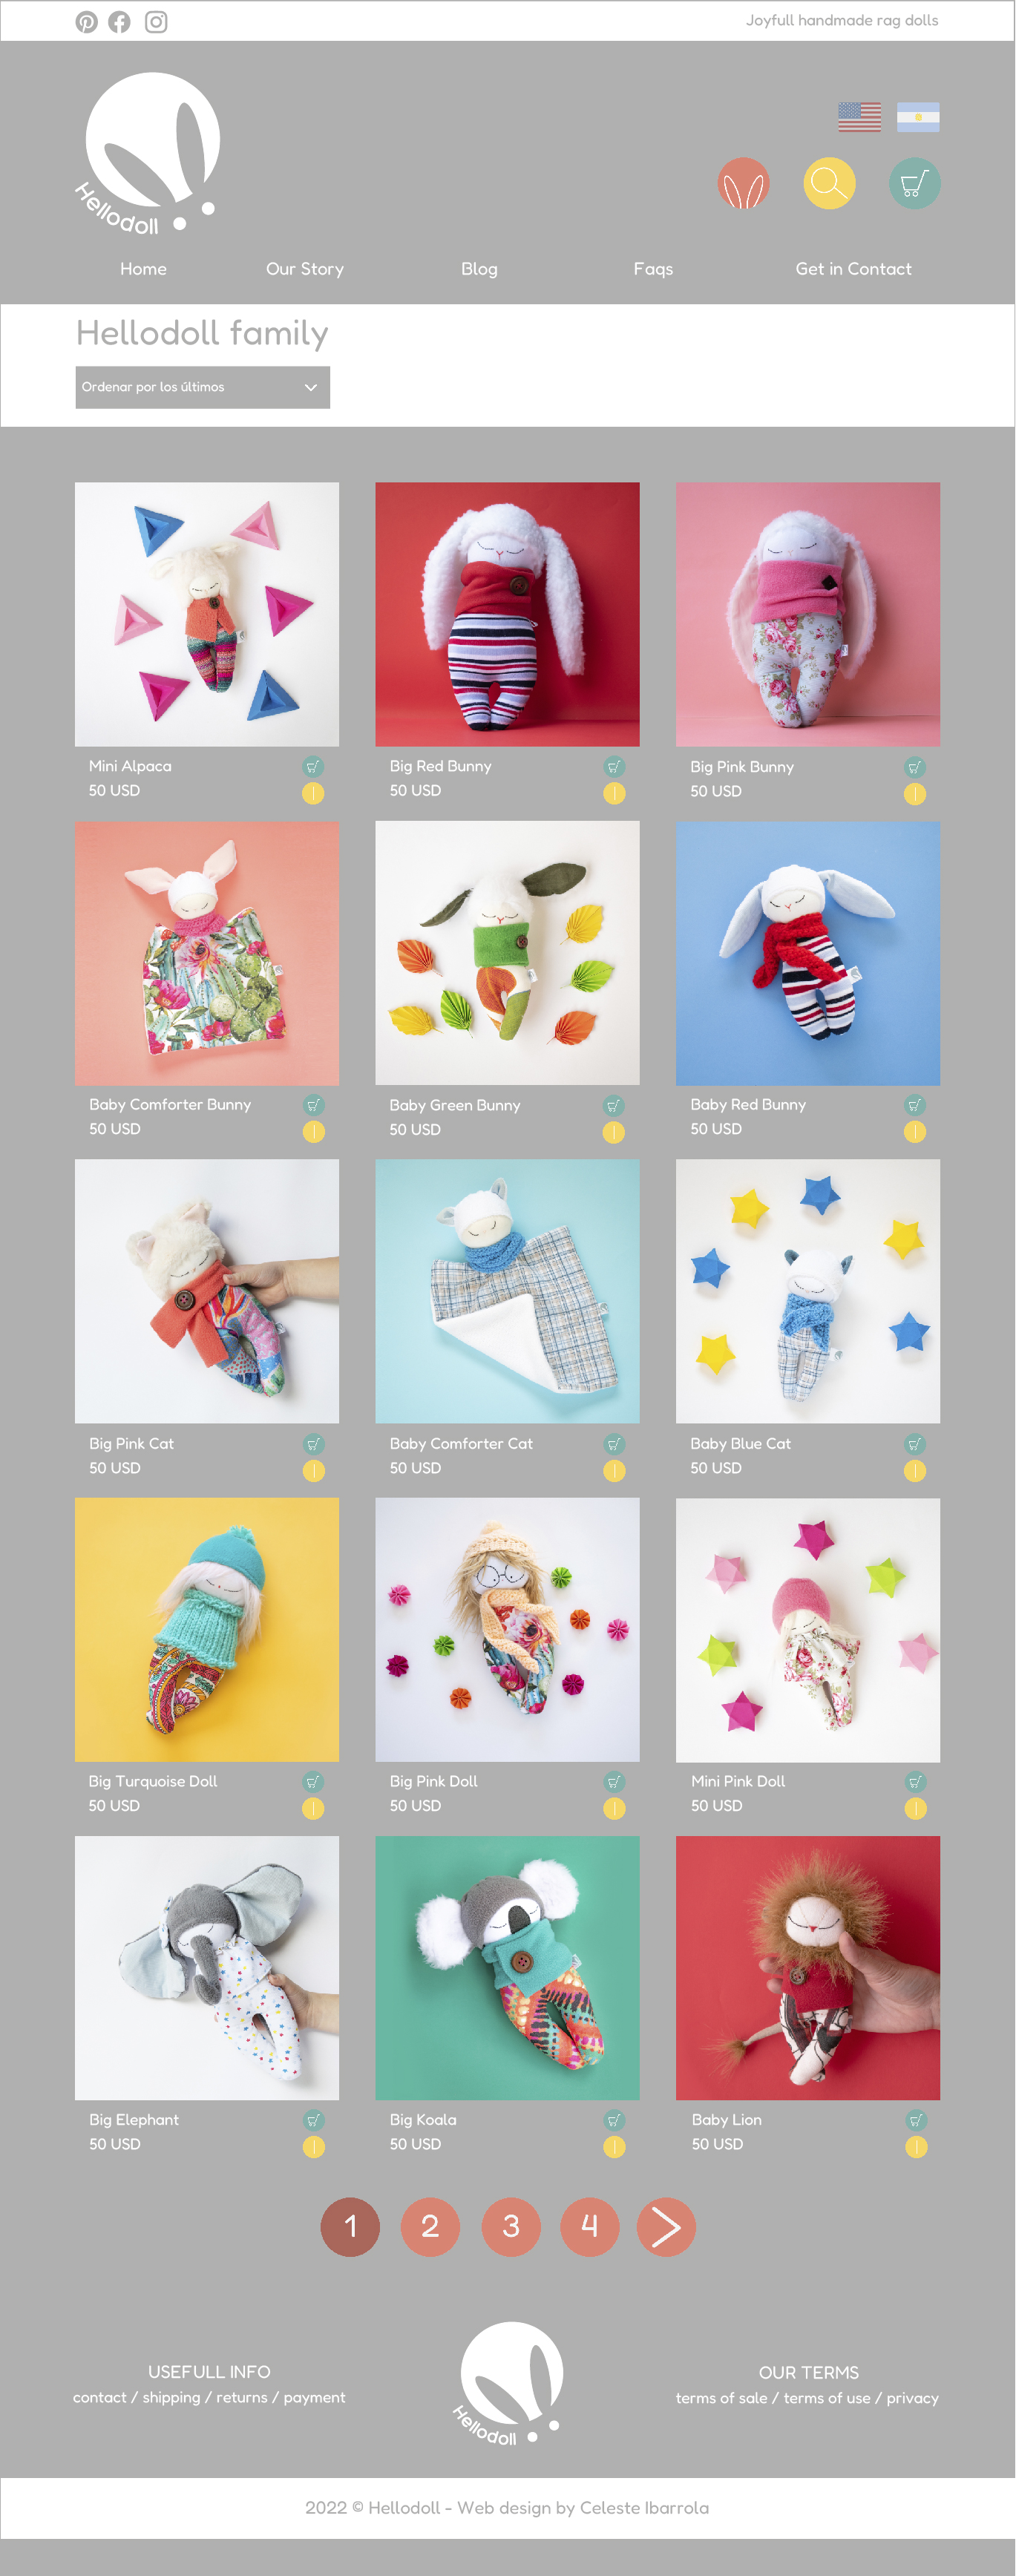 Joyfull handmade rag dolls
Hellodoll
Home Our Story Blog Faqs Get in Contact
Hellodoll family
Ordenar por los últimos
Mini Alpaca
50 USD
Big Red Bunny
50 USD
Big Pink Bunny
50 USD
Baby Comforter Bunny
50 USD
Baby Green Bunny
50 USD
Baby Red Bunny
50 USD
Big Pink Cat
50 USD
Baby Comforter Cat
50 USD
Baby Blue Cat
50 USD
Big Turquoise Doll
50 USD
Big Pink Doll
50 USD
Mini Pink Doll
50 USD
Big Elephant
50 USD
Big Koala
50 USD
Baby Lion
50 USD
1 2 3 4
USEFULL INFO
contact / shipping / returns / payment
Hellodoll
OUR TERMS
terms of sale / terms of use / privacy
2022 © Hellodoll - Web design by Celeste Ibarrola